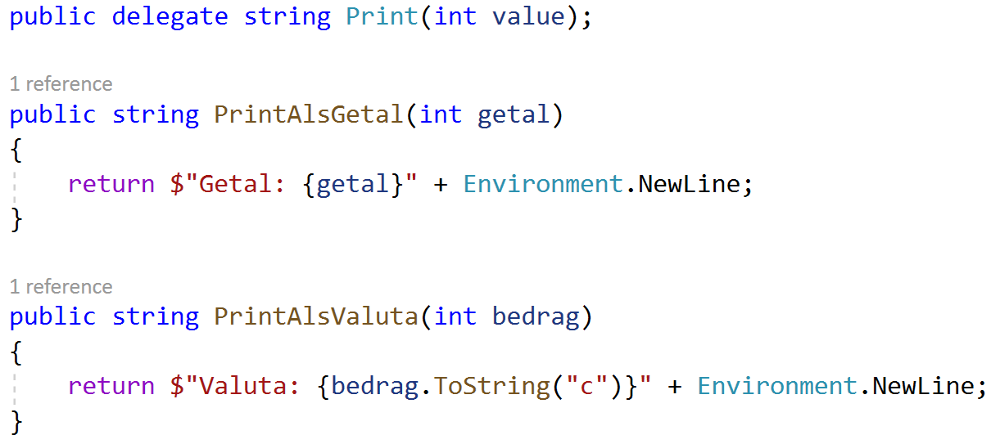 public delegate string Print(int value);
1 reference
public string PrintAlsGetal(int getal)
{
return $"Getal: {getal}" + Environment.NewLine;
}
1 reference
public string PrintAlsValuta(int bedrag)
{
return $"Valuta: {bedrag.ToString("c")}" + Environment.NewLine;
}